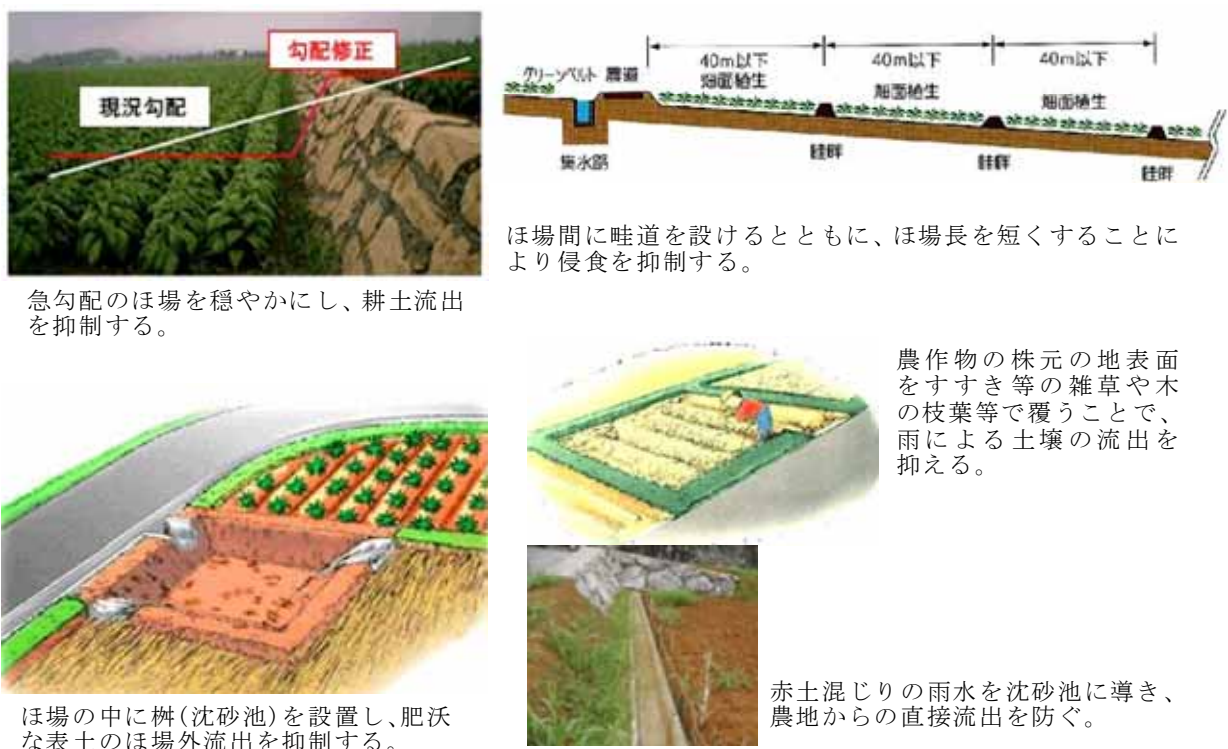 勾配修正
現況勾配
40m以下
畑面植生
40m以下
畑面植生
40m以下
畑面植生
グリーンベルト 農道
集水路
畦畔
畦畔
畦畔
ほ場間に畦道を設けるとともに、ほ場長を短くすることに
より侵食を抑制する。
急勾配のほ場を穏やかにし、耕土流出
を抑制する。
農作物の株元の地表面
をすすき等の雑草や木
の枝葉等で覆うことで、
雨による土壌の流出を
抑える。
ほ場の中に桝(沈砂池)を設置し、肥沃
な表土のほ場外流出を抑制する。
赤土混じりの雨水を沈砂池に導き、
農地からの直接流出を防ぐ。